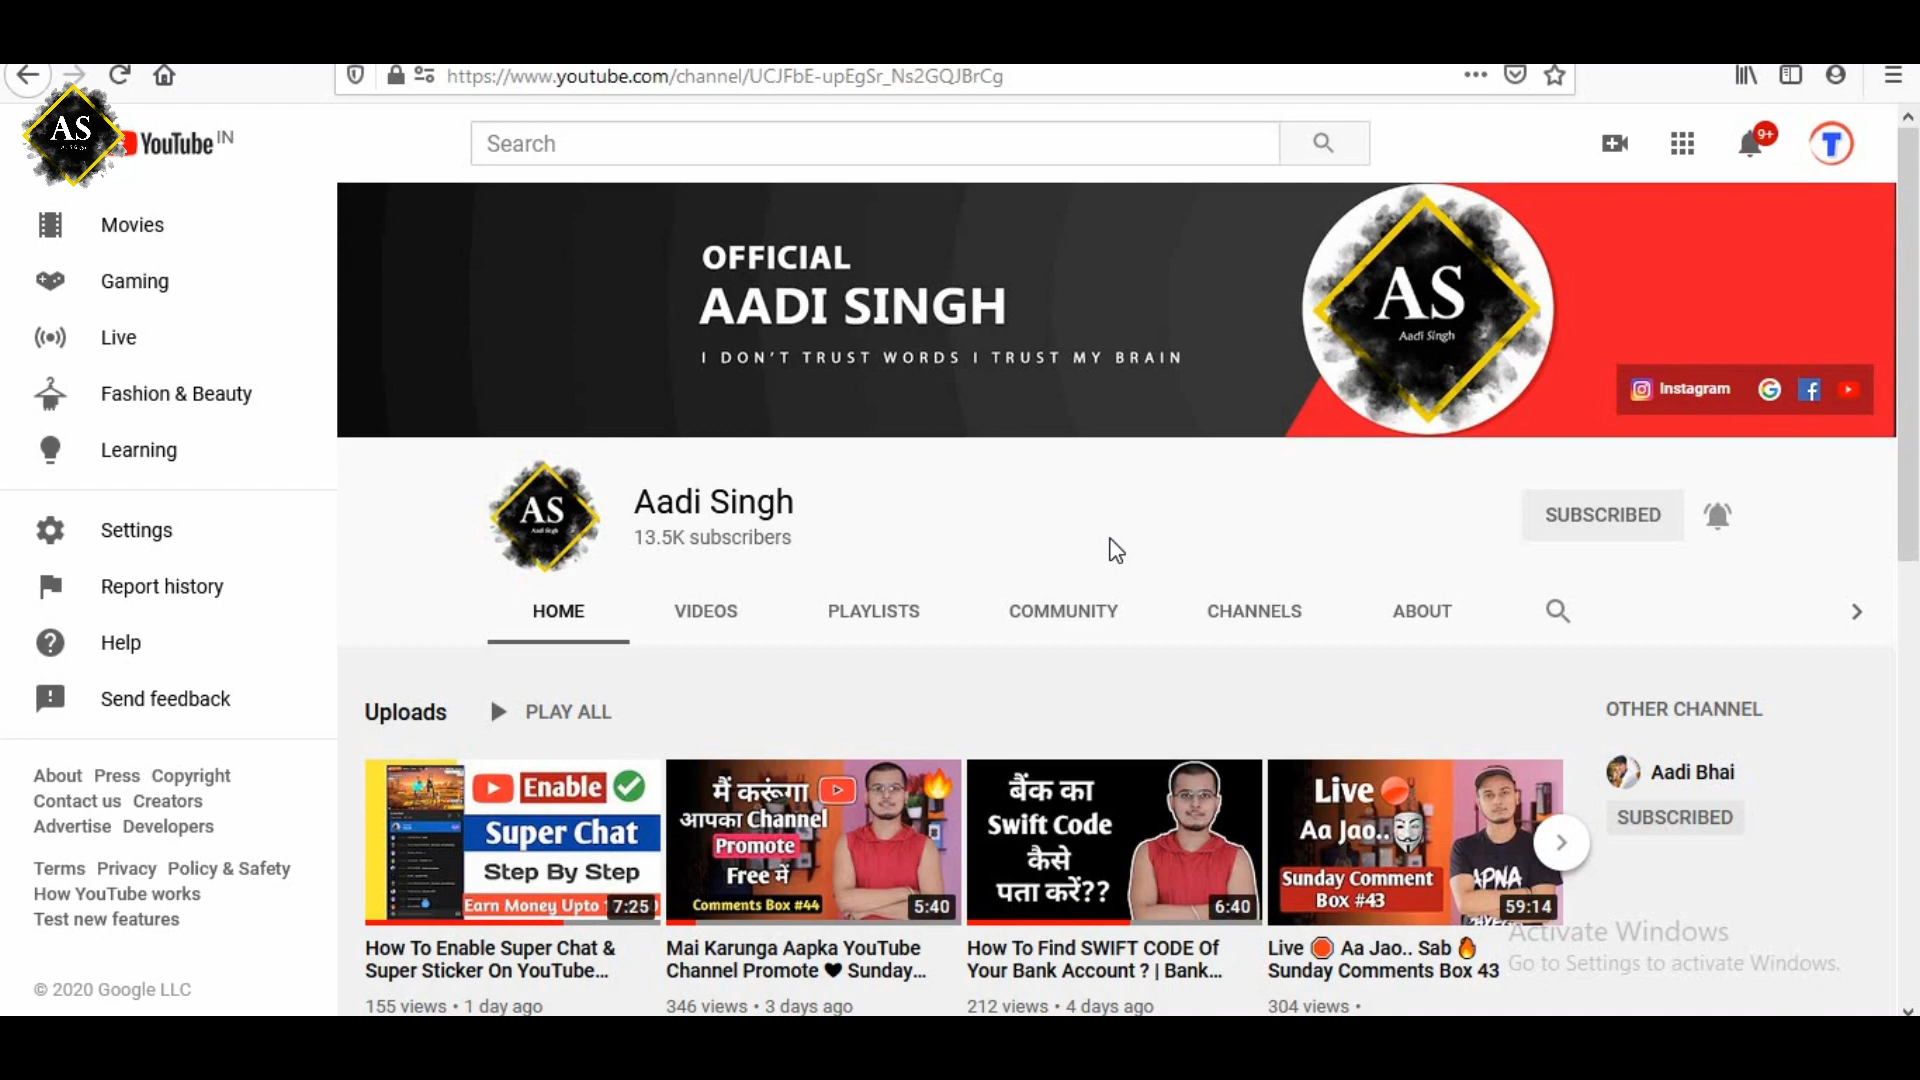 https://www.youtube.com/channel/UCJFbE-upEgSr_Ns2GQJBrCg
AS
YouTube IN
Search
9+
T
Movies
Gaming
Live
Fashion & Beauty
Learning
Settings
Report history
Help
Send feedback
About Press Copyright
Contact us Creators
Advertise Developers
Terms Privacy Policy & Safety
How YouTube works
Test new features
© 2020 Google LLC
OFFICIAL
AADI SINGH
I DON'T TRUST WORDS I TRUST MY BRAIN
AS
Aadi Singh
Instagram
AS
Aadi Singh
Aadi Singh
13.5K subscribers
SUBSCRIBED
HOME VIDEOS PLAYLISTS COMMUNITY CHANNELS ABOUT
Uploads PLAY ALL
Enable
Super Chat
Step By Step
Earn Money Upto
7:25
How To Enable Super Chat &
Super Sticker On YouTube...
155 views • 1 day ago
मैं करूंगा
आपका Channel
Promote
Free में
Comments Box #44
5:40
Mai Karunga Aapka YouTube
Channel Promote ♥ Sunday...
346 views • 3 days ago
बैंक का
Swift Code
कैसे
पता करें??
6:40
How To Find SWIFT CODE Of
Your Bank Account ? | Bank...
212 views • 4 days ago
Live
Aa Jao..
Sunday Comment
Box #43
APNA
59:14
Live 🛑 Aa Jao.. Sab 🔥
Sunday Comments Box 43
304 views •
OTHER CHANNEL
Aadi Bhai
SUBSCRIBED
Activate Windows
Go to Settings to activate Windows.